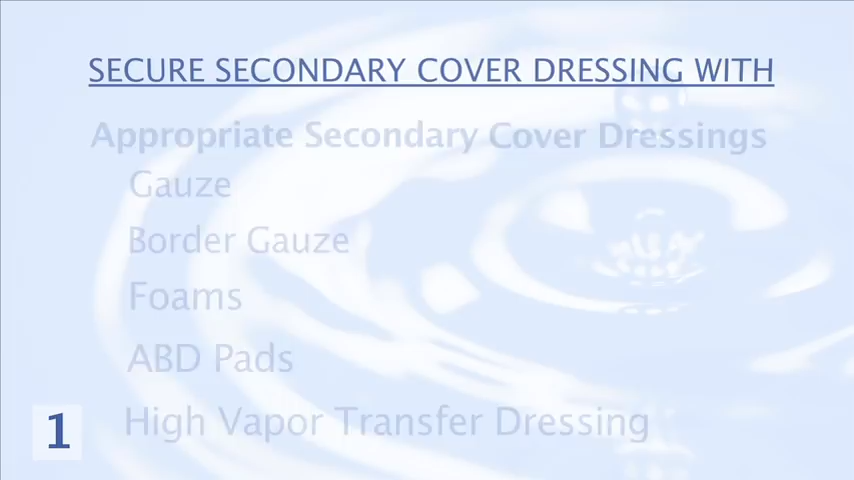 SECURE SECONDARY COVER DRESSING WITH
Appropriate Secondary Cover Dressings
Gauze
Border Gauze
Foams
ABD Pads
High Vapor Transfer Dressing
1